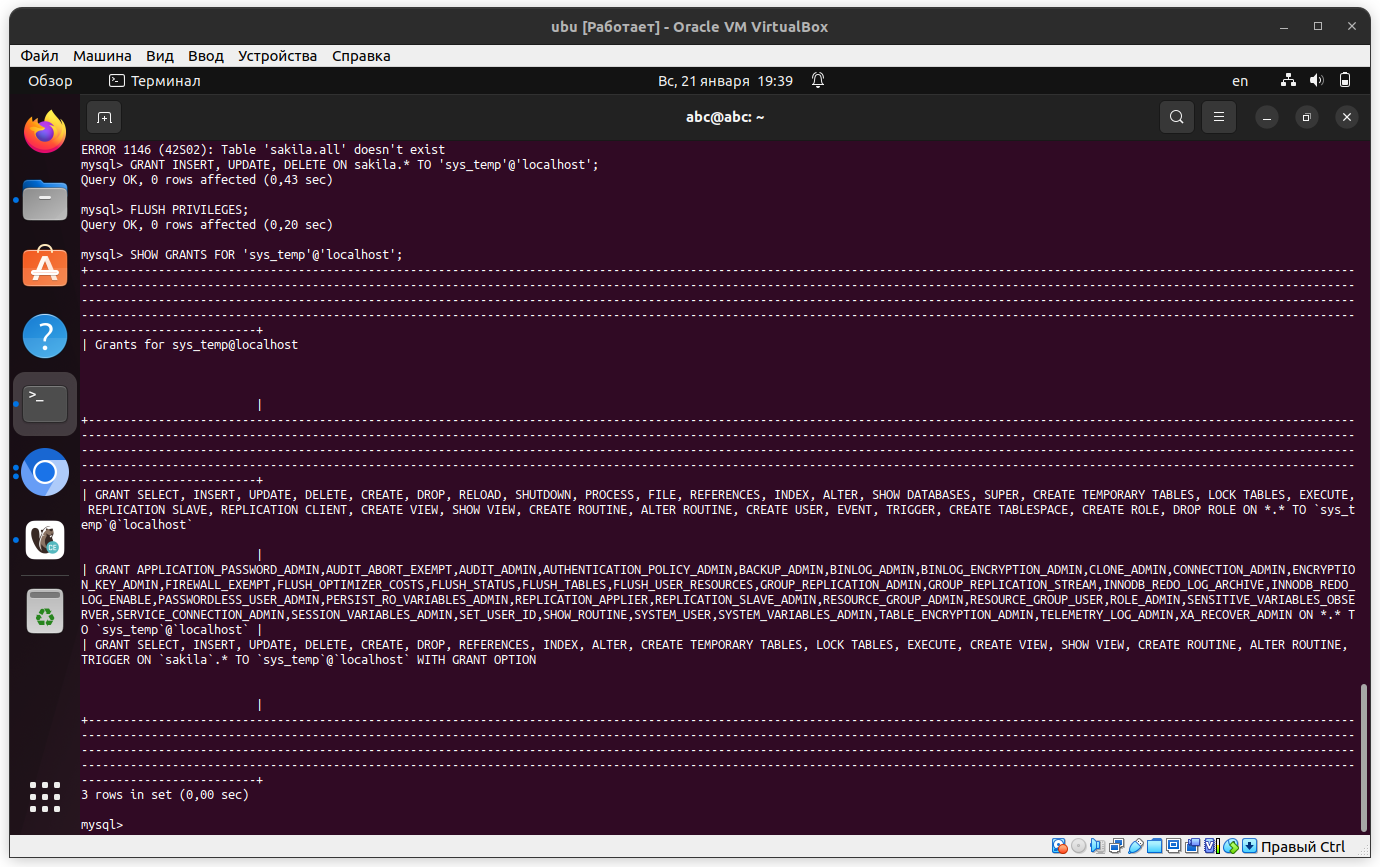 ubu [Работает] - Oracle VM VirtualBox
Файл Машина Вид Ввод Устройства Справка
Обзор Терминал Вс, 21 января 19:39 en
abc@abc: ~
ERROR 1146 (42S02): Table 'sakila.all' doesn't exist
mysql> GRANT INSERT, UPDATE, DELETE ON sakila.* TO 'sys_temp'@'localhost';
Query OK, 0 rows affected (0,43 sec)
mysql> FLUSH PRIVILEGES;
Query OK, 0 rows affected (0,20 sec)
mysql> SHOW GRANTS FOR 'sys_temp'@'localhost';
| Grants for sys_temp@localhost
|
| GRANT SELECT, INSERT, UPDATE, DELETE, CREATE, DROP, RELOAD, SHUTDOWN, PROCESS, FILE, REFERENCES, INDEX, ALTER, SHOW DATABASES, SUPER, CREATE TEMPORARY TABLES, LOCK TABLES, EXECUTE,
REPLICATION SLAVE, REPLICATION CLIENT, CREATE VIEW, SHOW VIEW, CREATE ROUTINE, ALTER ROUTINE, CREATE USER, EVENT, TRIGGER, CREATE TABLESPACE, CREATE ROLE, DROP ROLE ON *.* TO `sys_t
emp`@`localhost`
|
| GRANT APPLICATION_PASSWORD_ADMIN,AUDIT_ABORT_EXEMPT,AUDIT_ADMIN,AUTHENTICATION_POLICY_ADMIN,BACKUP_ADMIN,BINLOG_ADMIN,BINLOG_ENCRYPTION_ADMIN,CLONE_ADMIN,CONNECTION_ADMIN,ENCRYPTIO
N_KEY_ADMIN,FIREWALL_EXEMPT,FLUSH_OPTIMIZER_COSTS,FLUSH_STATUS,FLUSH_TABLES,FLUSH_USER_RESOURCES,GROUP_REPLICATION_ADMIN,GROUP_REPLICATION_STREAM,INNODB_REDO_LOG_ARCHIVE,INNODB_REDO_
LOG_ENABLE,PASSWORDLESS_USER_ADMIN,PERSIST_RO_VARIABLES_ADMIN,REPLICATION_APPLIER,REPLICATION_SLAVE_ADMIN,RESOURCE_GROUP_ADMIN,RESOURCE_GROUP_USER,ROLE_ADMIN,SENSITIVE_VARIABLES_OBSE
RVER,SERVICE_CONNECTION_ADMIN,SESSION_VARIABLES_ADMIN,SET_USER_ID,SHOW_ROUTINE,SYSTEM_USER,SYSTEM_VARIABLES_ADMIN,TABLE_ENCRYPTION_ADMIN,TELEMETRY_LOG_ADMIN,XA_RECOVER_ADMIN ON *.* T
O `sys_temp`@`localhost` |
| GRANT SELECT, INSERT, UPDATE, DELETE, CREATE, DROP, REFERENCES, INDEX, ALTER, CREATE TEMPORARY TABLES, LOCK TABLES, EXECUTE, CREATE VIEW, SHOW VIEW, CREATE ROUTINE, ALTER ROUTINE,
TRIGGER ON `sakila`.* TO `sys_temp`@`localhost` WITH GRANT OPTION
|
3 rows in set (0,00 sec)
mysql>
Правый Ctrl